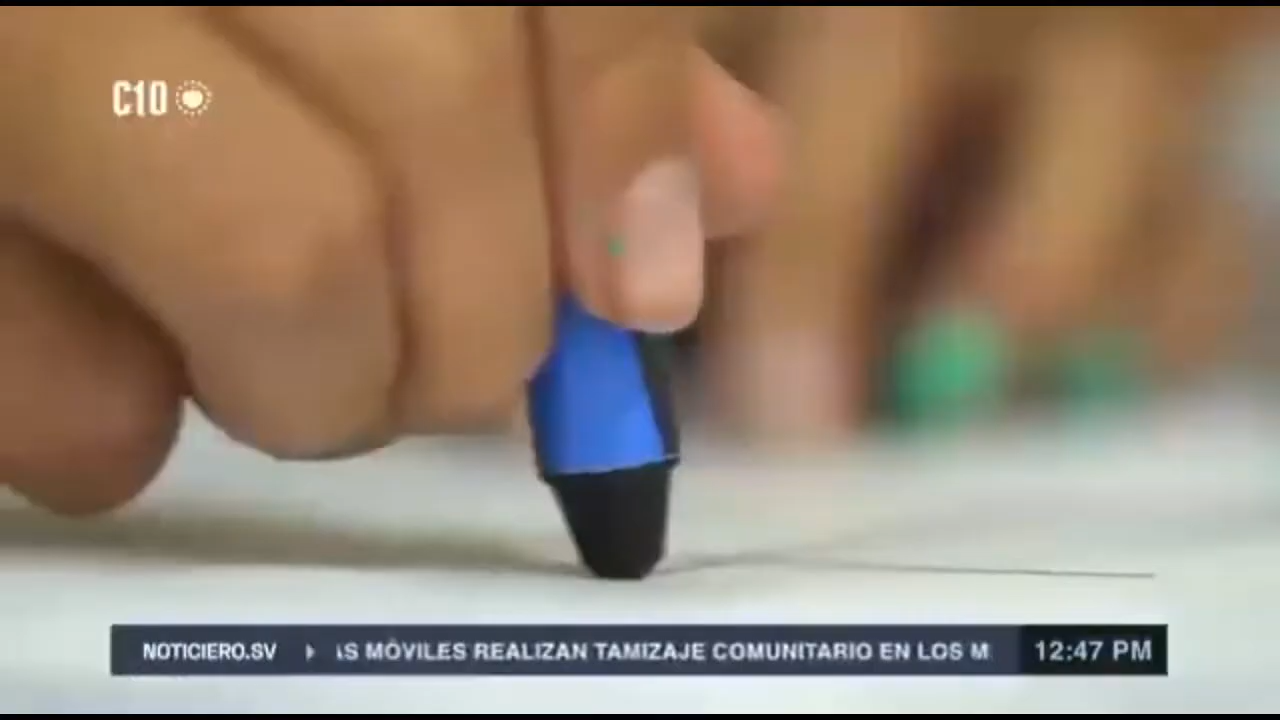 C10
NOTICIERO.SV
MÓVILES REALIZAN TAMIZAJE COMUNITARIO EN LOS
12:47 PM